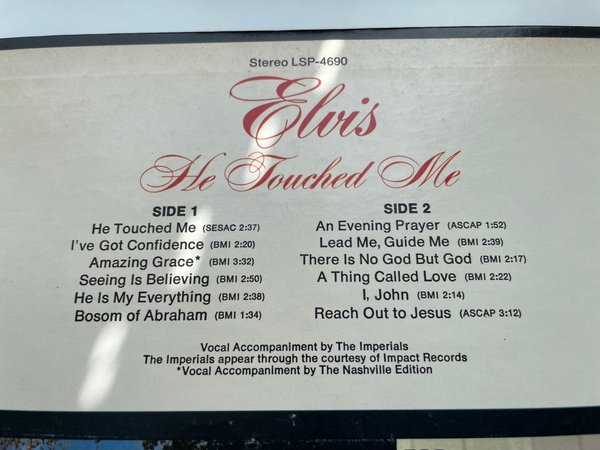 Stereo LSP-4690
Elvis
He Touched Me
SIDE 1
He Touched Me (SESAC 2:37)
I've Got Confidence (BMI 2:20)
Amazing Grace* (BMI 3:32)
Seeing Is Believing (BMI 2:50)
He Is My Everything (BMI 2:38)
Bosom of Abraham (BMI 1:34)
SIDE 2
An Evening Prayer (ASCAP 1:52)
Lead Me, Guide Me (BMI 2:39)
There Is No God But God (BMI 2:17)
A Thing Called Love (BMI 2:22)
I, John (BMI 2:14)
Reach Out to Jesus (ASCAP 3:12)
Vocal Accompaniment by The Imperials
The Imperials appear through the courtesy of Impact Records
*Vocal Accompaniment by The Nashville Edition